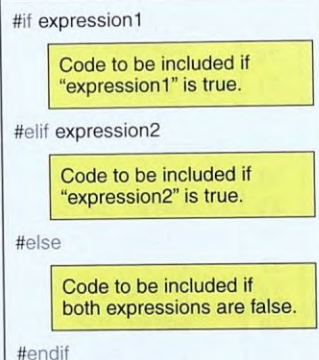 #if expression1
Code to be included if
“expression1” is true.
#elif expression2
Code to be included if
“expression2” is true.
#else
Code to be included if
both expressions are false.
#endif